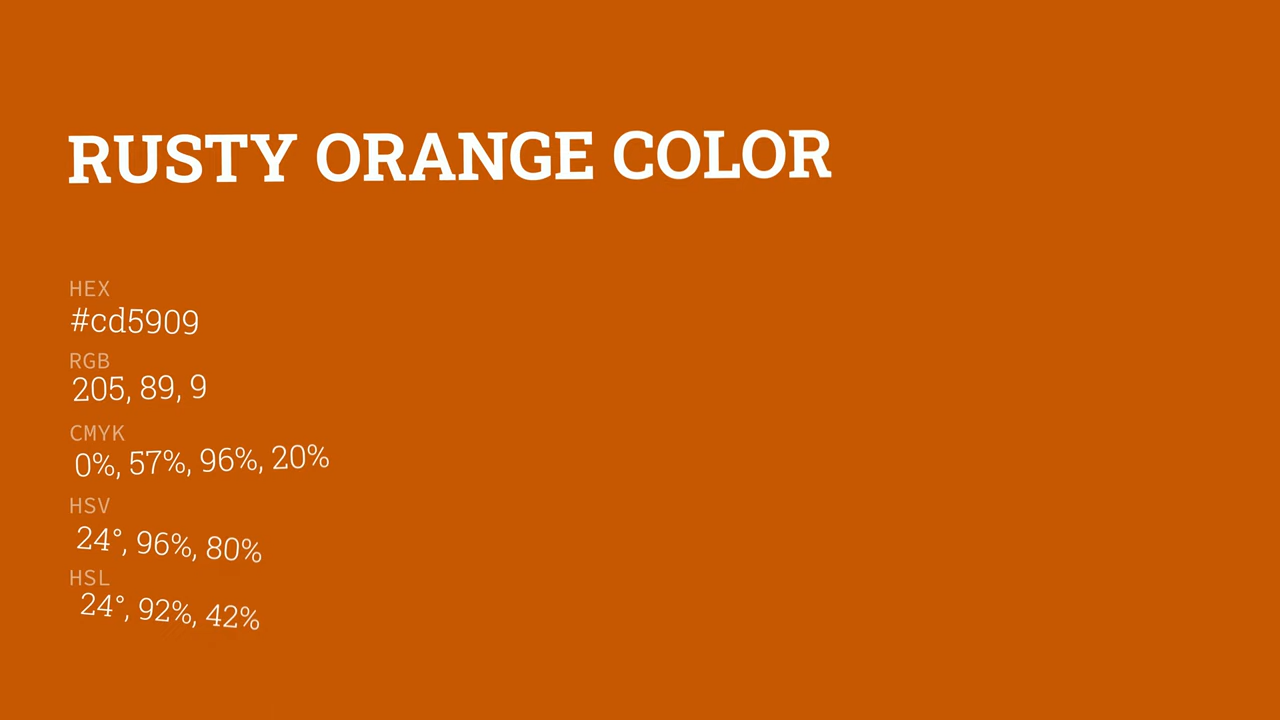 RUSTY ORANGE COLOR
HEX
#cd5909
RGB
205, 89, 9
CMYK
0%, 57%, 96%, 20%
HSV
24°, 96%, 80%
HSL
24°, 92%, 42%